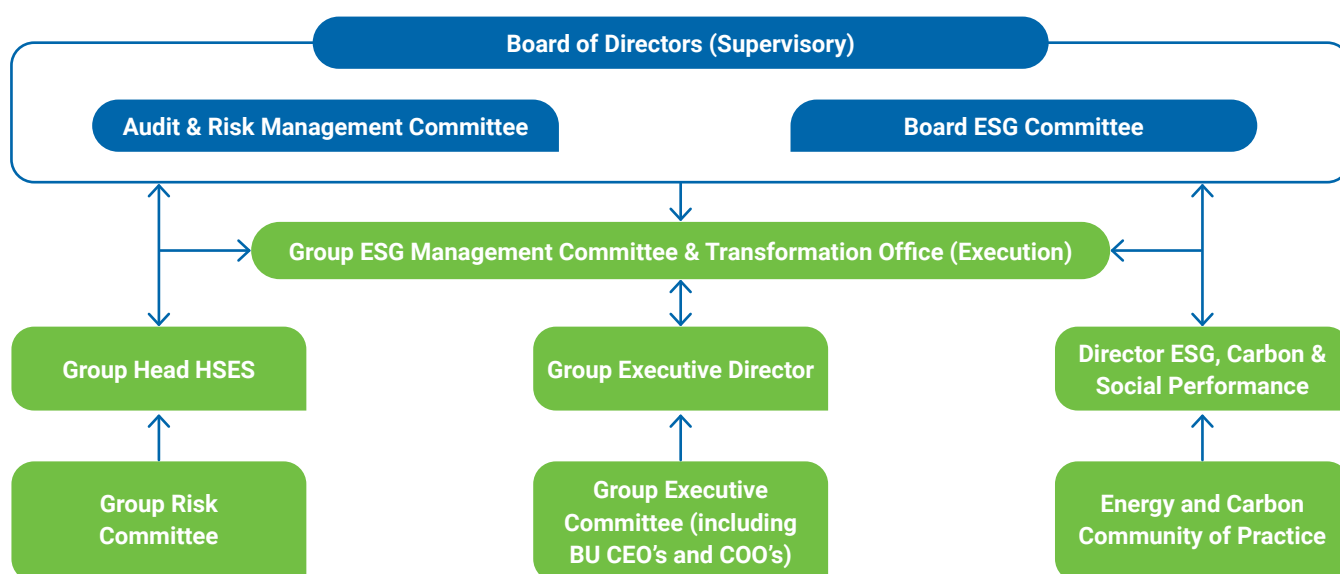 Board of Directors (Supervisory)
Audit & Risk Management Committee
Board ESG Committee
Group ESG Management Committee & Transformation Office (Execution)
Group Head HSES
Group Executive Director
Director ESG, Carbon &
Social Performance
Group Risk
Committee
Group Executive
Committee (including
BU CEO’s and COO’s)
Energy and Carbon
Community of Practice